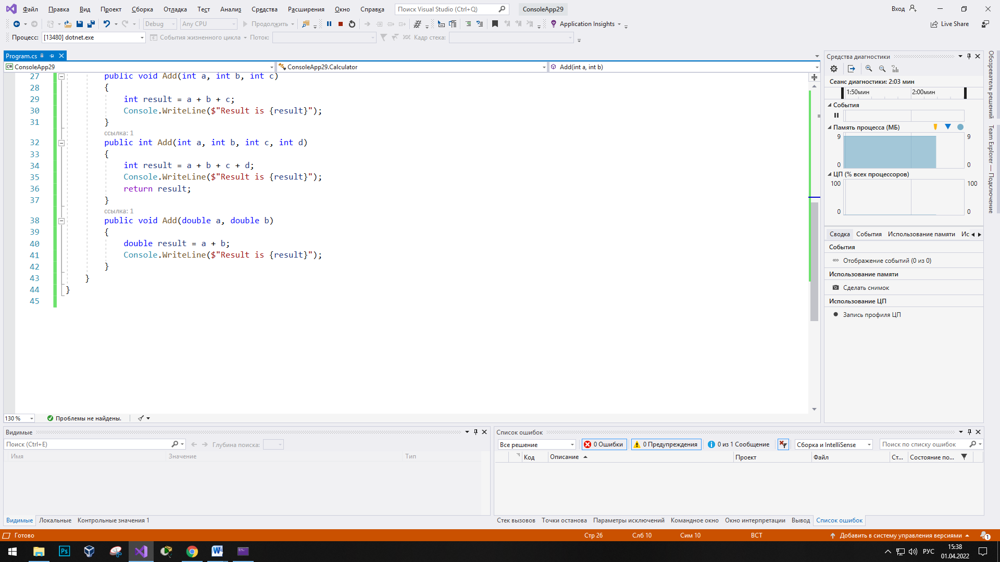 Файл Правка Вид Проект Сборка Отладка Тест Анализ Средства Расширения Окно Справка Поиск Visual Studio (Ctrl+Q) ConsoleApp29 Вход
Debug Any CPU Продолжить Application Insights Live Share
Процесс: [13480] dotnet.exe События жизненного цикла Поток: Кадр стека:
Program.cs
C# ConsoleApp29 ConsoleApp29.Calculator Add(int a, int b)
27 public void Add(int a, int b, int c)
28 {
29 int result = a + b + c;
30 Console.WriteLine($"Result is {result}");
31 }
ссылка: 1
32 public int Add(int a, int b, int c, int d)
33 {
34 int result = a + b + c + d;
35 Console.WriteLine($"Result is {result}");
36 return result;
37 }
ссылка: 1
38 public void Add(double a, double b)
39 {
40 double result = a + b;
41 Console.WriteLine($"Result is {result}");
42 }
43 }
44 }
45
130 % Проблемы не найдены.
Средства диагностики
Сеанс диагностики: 2:03 мин
1:50мин 2:00мин
События
Память процесса (МБ)
9 9
0 0
ЦП (% всех процессоров)
100 100
0 0
Сводка События Использование памяти Ис
События
Отображение событий (0 из 0)
Использование памяти
Сделать снимок
Использование ЦП
Запись профиля ЦП
Обозреватель решений
Team Explorer — Подключение
Видимые
Поиск (Ctrl+E) Глубина поиска:
Имя Значение Тип
Видимые Локальные Контрольные значения 1
Список ошибок
Все решение 0 Ошибки 0 Предупреждения 0 из 1 Сообщение Сборка и IntelliSense Поиск по списку ошибок
Код Описание Проект Файл Ст... Состояние по...
Стек вызовов Точки останова Параметры исключений Командное окно Окно интерпретации Вывод Список ошибок
Готово Стр 26 Слб 10 Сим 10 ВСТ Добавить в систему управления версиями 1
Ps W РУС 15:38
01.04.2022